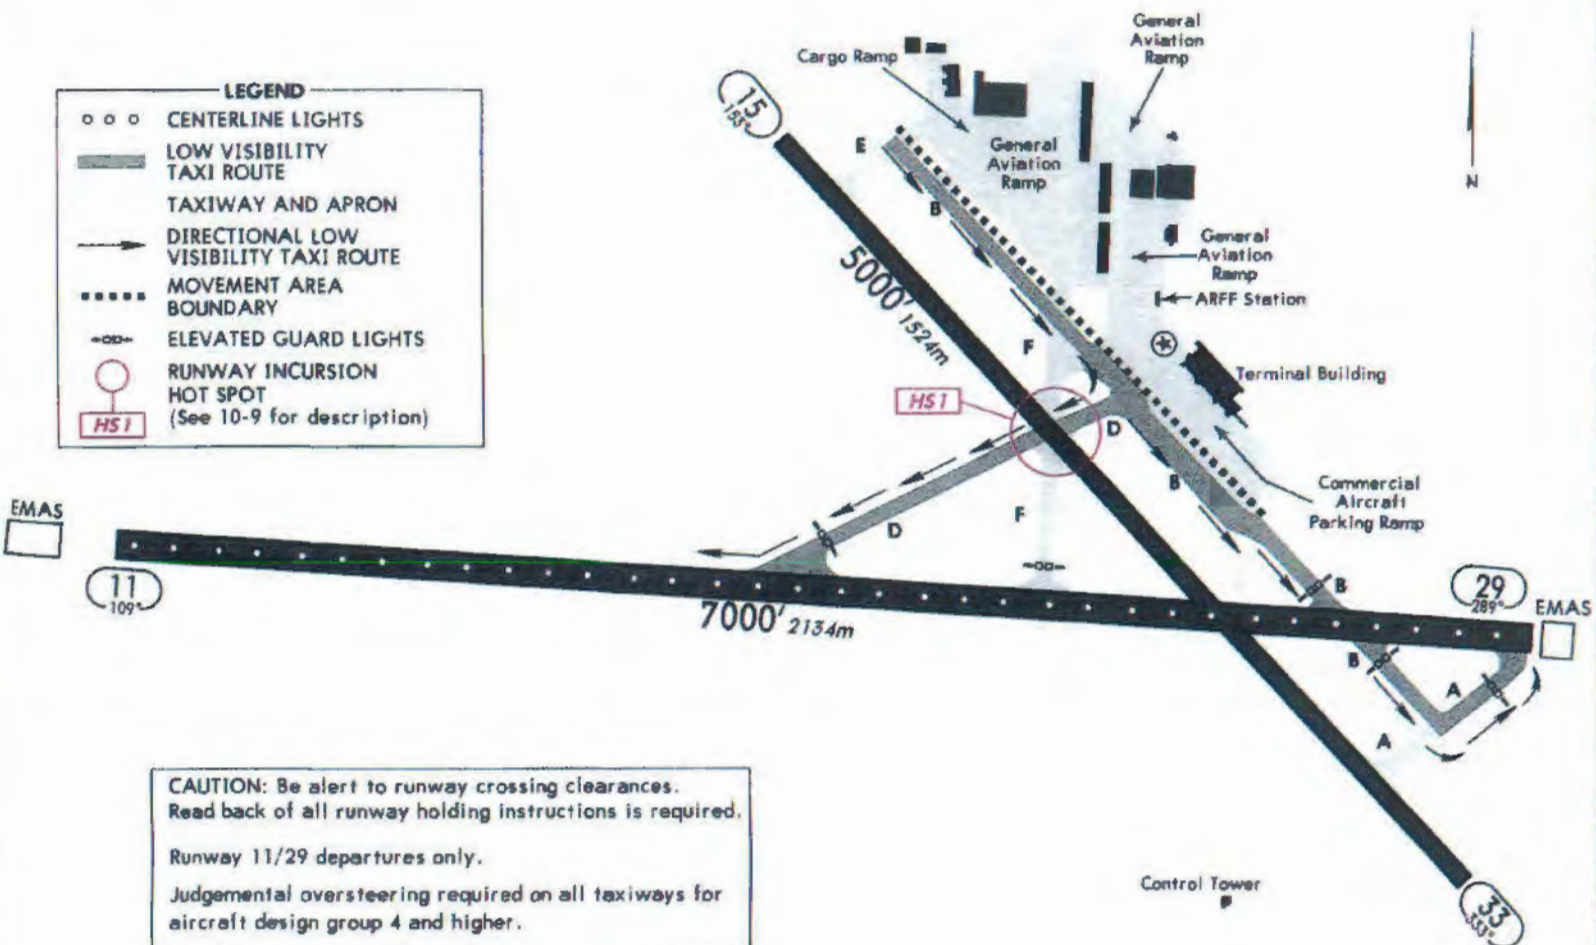 LEGEND
CENTERLINE LIGHTS
LOW VISIBILITY
TAXI ROUTE
TAXIWAY AND APRON
DIRECTIONAL LOW
VISIBILITY TAXI ROUTE
MOVEMENT AREA
BOUNDARY
ELEVATED GUARD LIGHTS
RUNWAY INCURSION
HOT SPOT
(See 10-9 for description)
HS1
15
153°
Cargo Ramp
General
Aviation
Ramp
General
Aviation
Ramp
N
E
B
General
Aviation
Ramp
ARFF Station
5000' 1524m
F
Terminal Building
HS1
D
B
Commercial
Aircraft
Parking Ramp
EMAS
D
F
11
109°
7000' 2134m
B
29
289°
EMAS
B
A
A
CAUTION: Be alert to runway crossing clearances.
Read back of all runway holding instructions is required.
Runway 11/29 departures only.
Judgemental oversteering required on all taxiways for
aircraft design group 4 and higher.
Control Tower
33
333°